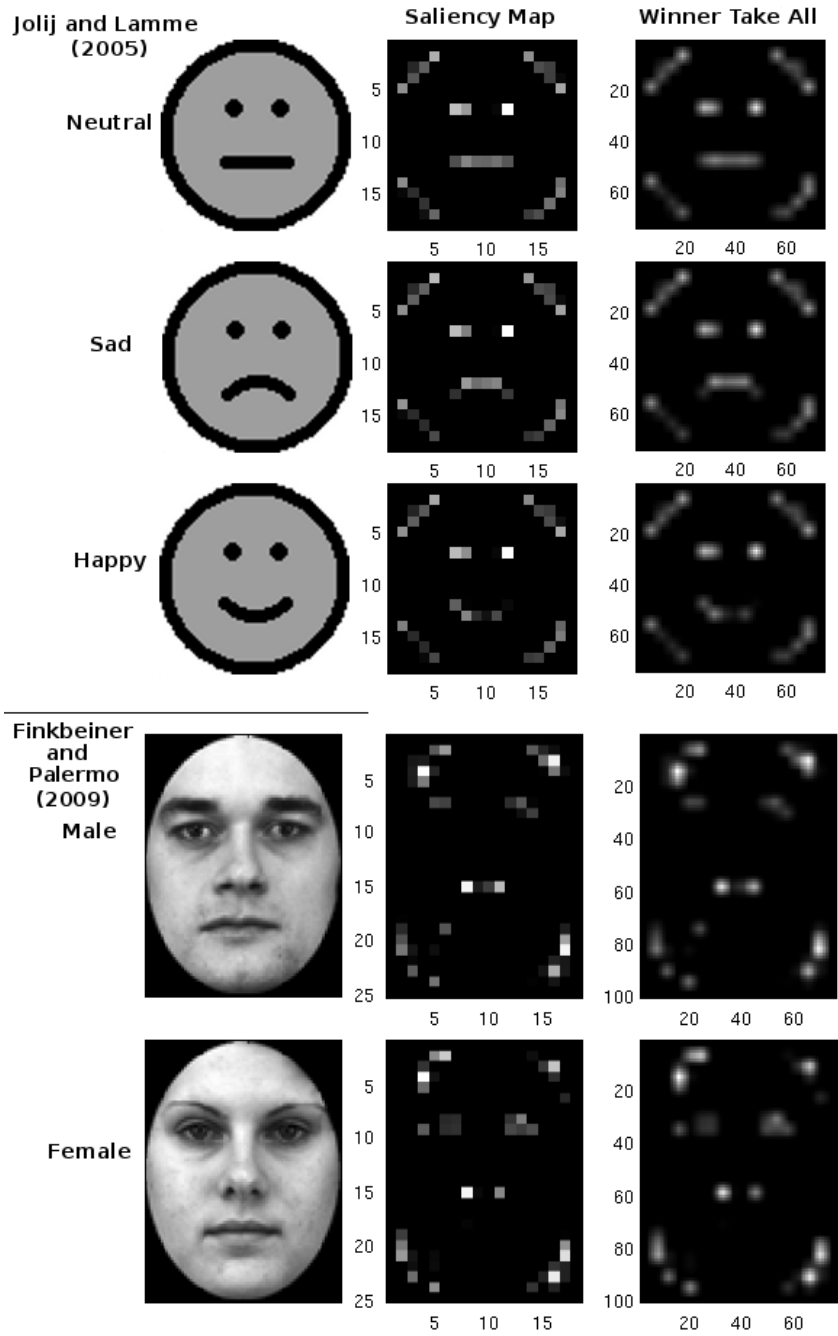 Jolij and Lamme
(2005)
Saliency Map
Winner Take All
Neutral
5
10
15
5 10 15
20
40
60
20 40 60
Sad
5
10
15
5 10 15
20
40
60
20 40 60
Happy
5
10
15
5 10 15
20
40
60
20 40 60
Finkbeiner
and
Palermo
(2009)
Male
5
10
15
20
25
5 10 15
20
40
60
80
100
20 40 60
Female
5
10
15
20
25
5 10 15
20
40
60
80
100
20 40 60